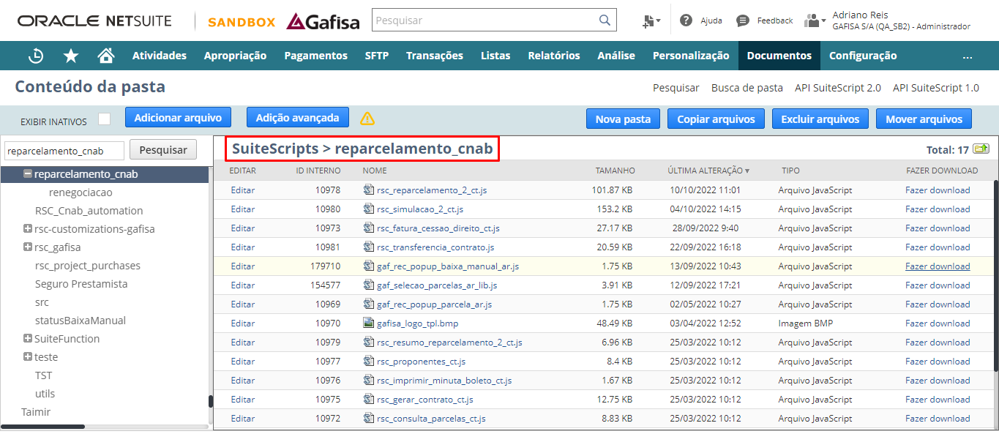 ORACLE NETSUITE SANDBOX Gafisa Pesquisar Ajuda Feedback Adriano Reis
GAFISA S/A (QA_SB2) - Administrador
Atividades Apropriação Pagamentos SFTP Transações Listas Relatórios Análise Personalização Documentos Configuração ...
Conteúdo da pasta Pesquisar Busca de pasta API SuiteScript 2.0 API SuiteScript 1.0
EXIBIR INATIVOS Adicionar arquivo Adição avançada Nova pasta Copiar arquivos Excluir arquivos Mover arquivos
reparcelamento_cnab Pesquisar
reparcelamento_cnab
renegociacao
RSC_Cnab_automation
rsc-customizations-gafisa
rsc_gafisa
rsc_project_purchases
Seguro Prestamista
src
statusBaixaManual
SuiteFunction
teste
TST
utils
Taimir
SuiteScripts > reparcelamento_cnab Total: 17
EDITAR ID INTERNO NOME TAMANHO ÚLTIMA ALTERAÇÃO ▼ TIPO FAZER DOWNLOAD
Editar 10978 rsc_reparcelamento_2_ct.js 101.87 KB 10/10/2022 11:01 Arquivo JavaScript Fazer download
Editar 10980 rsc_simulacao_2_ct.js 153.2 KB 04/10/2022 14:15 Arquivo JavaScript Fazer download
Editar 10973 rsc_fatura_cessao_direito_ct.js 27.17 KB 28/09/2022 9:40 Arquivo JavaScript Fazer download
Editar 10981 rsc_transferencia_contrato.js 20.59 KB 22/09/2022 16:18 Arquivo JavaScript Fazer download
Editar 179710 gaf_rec_popup_baixa_manual_ar.js 1.75 KB 13/09/2022 10:43 Arquivo JavaScript Fazer download
Editar 154577 gaf_selecao_parcelas_ar_lib.js 3.91 KB 12/09/2022 17:21 Arquivo JavaScript Fazer download
Editar 10969 gaf_rec_popup_parcela_ar.js 1.75 KB 02/05/2022 10:27 Arquivo JavaScript Fazer download
Editar 10970 gafisa_logo_tpl.bmp 48.49 KB 03/04/2022 12:52 Imagem BMP Fazer download
Editar 10979 rsc_resumo_reparcelamento_2_ct.js 6.96 KB 25/03/2022 10:12 Arquivo JavaScript Fazer download
Editar 10977 rsc_proponentes_ct.js 8.4 KB 25/03/2022 10:12 Arquivo JavaScript Fazer download
Editar 10976 rsc_imprimir_minuta_boleto_ct.js 1.67 KB 25/03/2022 10:12 Arquivo JavaScript Fazer download
Editar 10975 rsc_gerar_contrato_ct.js 12.75 KB 25/03/2022 10:12 Arquivo JavaScript Fazer download
Editar 10972 rsc_consulta_parcelas_ct.js 8.83 KB 25/03/2022 10:12 Arquivo JavaScript Fazer download